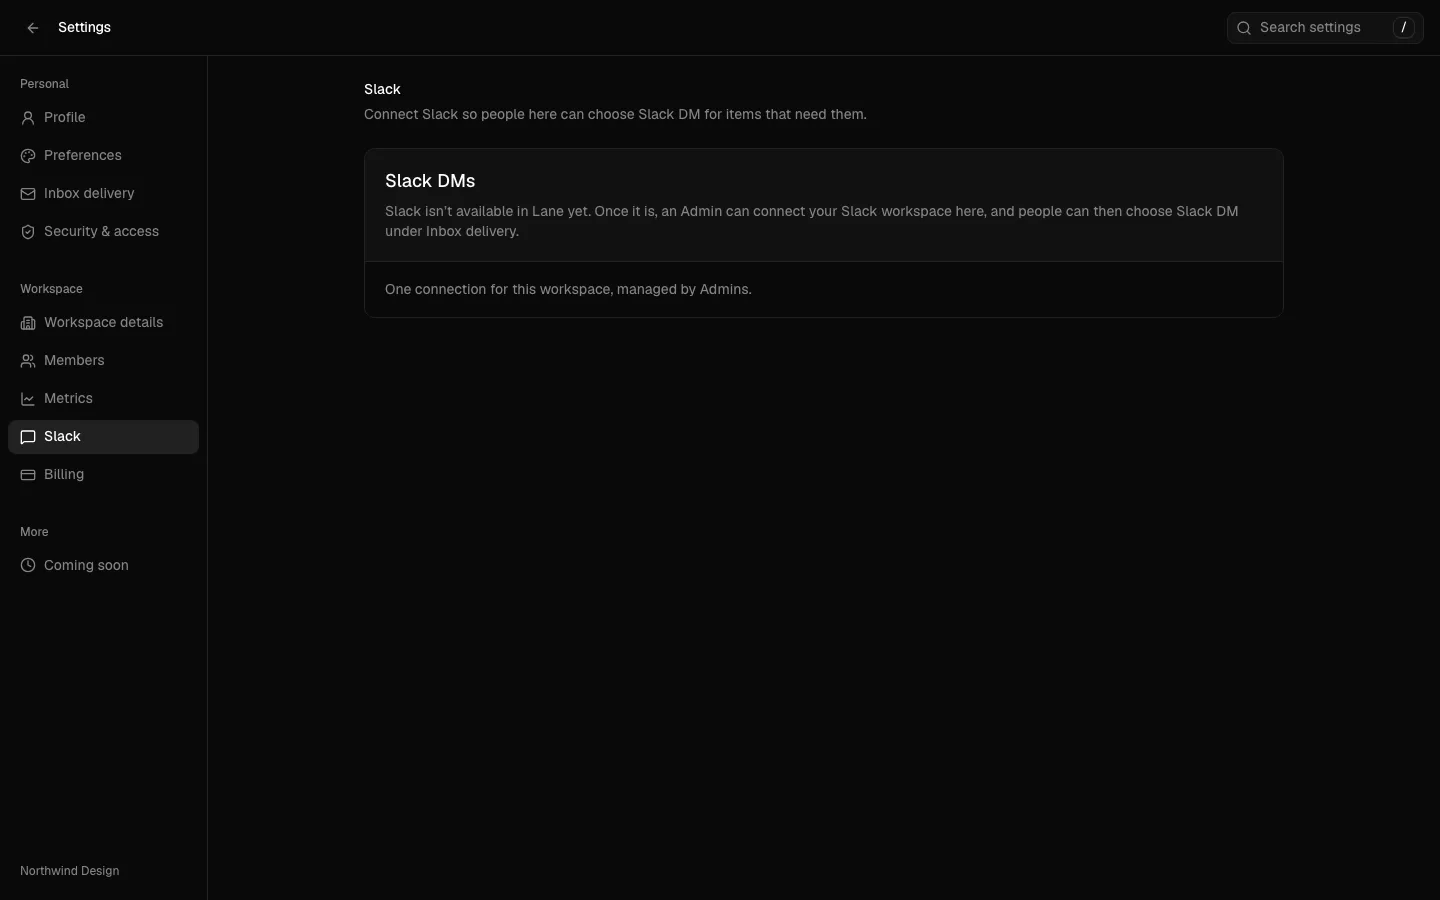 Settings
Search settings
/
Personal
Profile
Preferences
Inbox delivery
Security & access
Workspace
Workspace details
Members
Metrics
Slack
Billing
More
Coming soon
Northwind Design
Slack
Connect Slack so people here can choose Slack DM for items that need them.
Slack DMs
Slack isn't available in Lane yet. Once it is, an Admin can connect your Slack workspace here, and people can then choose Slack DM
under Inbox delivery.
One connection for this workspace, managed by Admins.